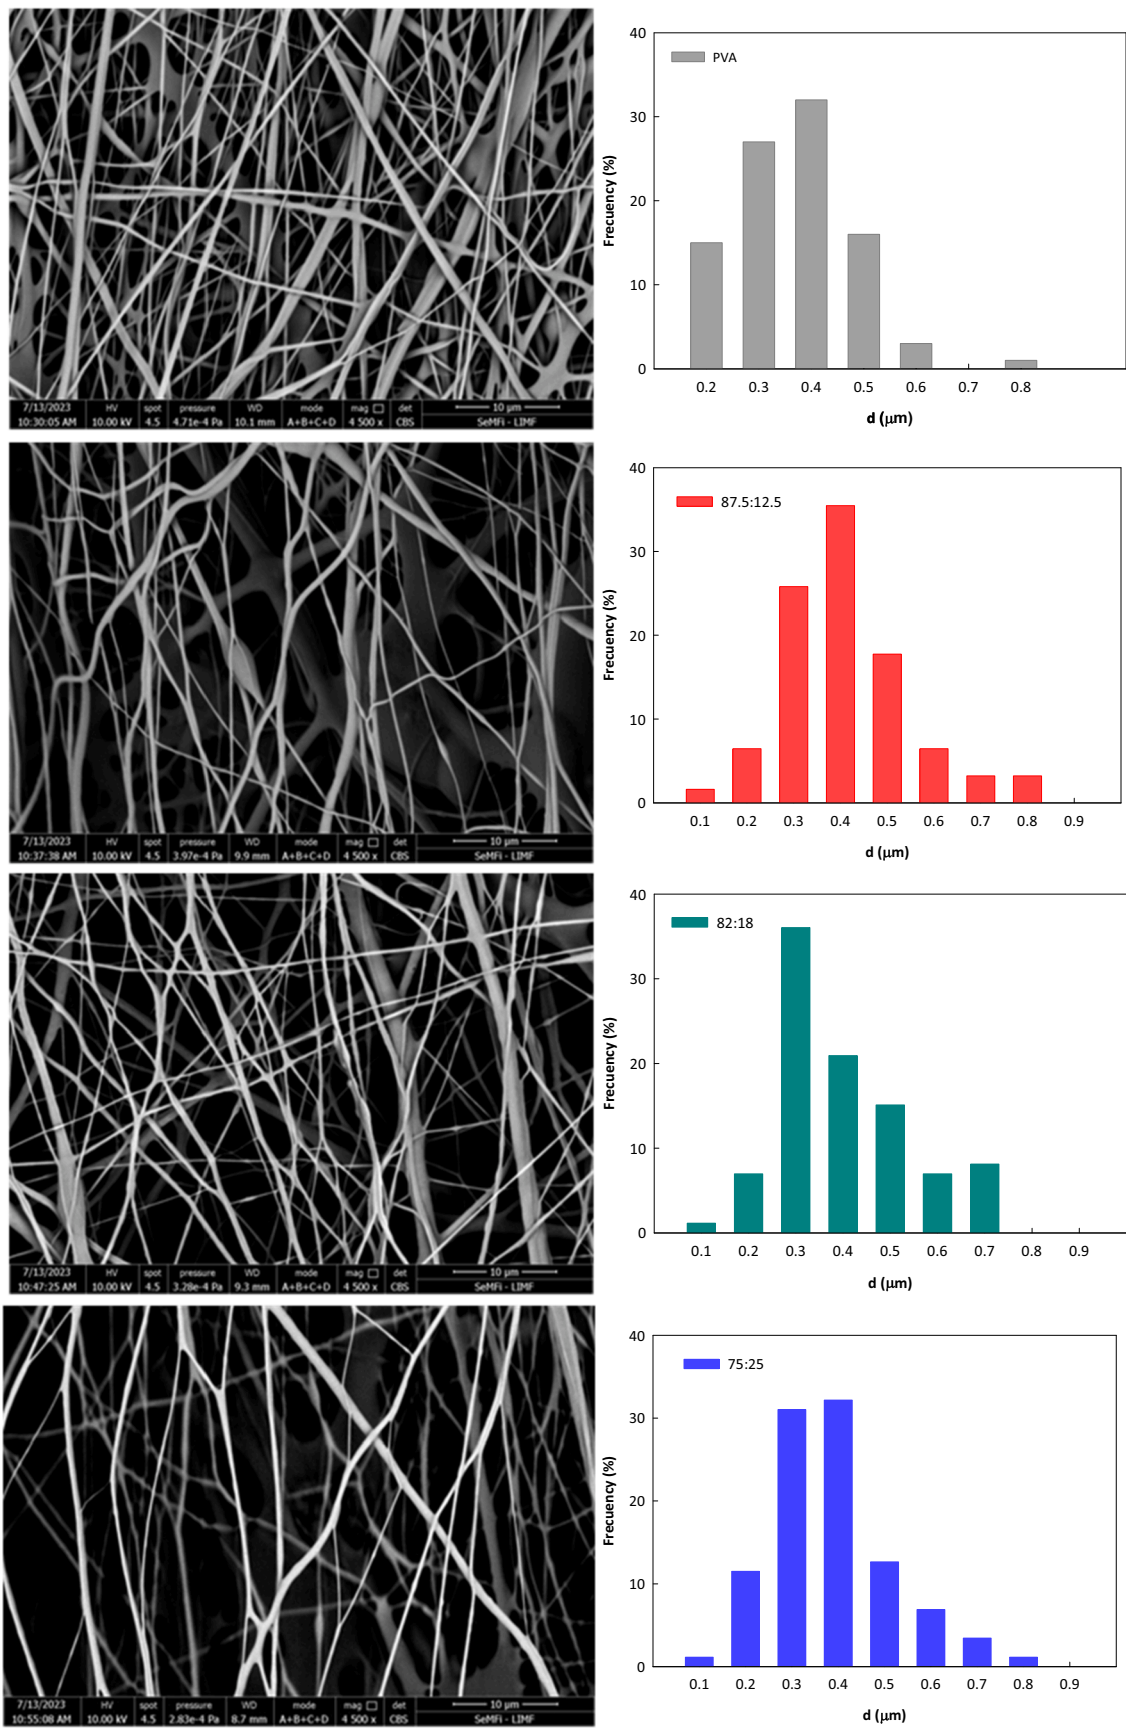 40
PVA
30
20
10
0
Frecuency (%)
0.2 0.3 0.4 0.5 0.6 0.7 0.8
d (μm)
7/13/2023 HV spot pressure WD mode mag det 10 μm
10:30:05 AM 10.00 kV 4.5 4.71e-4 Pa 10.1 mm A+B+C+D 4 500 x CBS SeMFi - LIMF
40
87.5:12.5
30
20
10
0
Frecuency (%)
0.1 0.2 0.3 0.4 0.5 0.6 0.7 0.8 0.9
d (μm)
7/13/2023 HV spot pressure WD mode mag det 10 μm
10:37:38 AM 10.00 kV 4.5 3.97e-4 Pa 9.9 mm A+B+C+D 4 500 x CBS SeMFi - LIMF
40
82:18
30
20
10
0
Frecuency (%)
0.1 0.2 0.3 0.4 0.5 0.6 0.7 0.8 0.9
d (μm)
7/13/2023 HV spot pressure WD mode mag det 10 μm
10:47:25 AM 10.00 kV 4.5 3.28e-4 Pa 9.3 mm A+B+C+D 4 500 x CBS SeMFi - LIMF
40
75:25
30
20
10
0
Frecuency (%)
0.1 0.2 0.3 0.4 0.5 0.6 0.7 0.8 0.9
d (μm)
7/13/2023 HV spot pressure WD mode mag det 10 μm
10:55:08 AM 10.00 kV 4.5 2.83e-4 Pa 8.7 mm A+B+C+D 4 500 x CBS SeMFi - LIMF